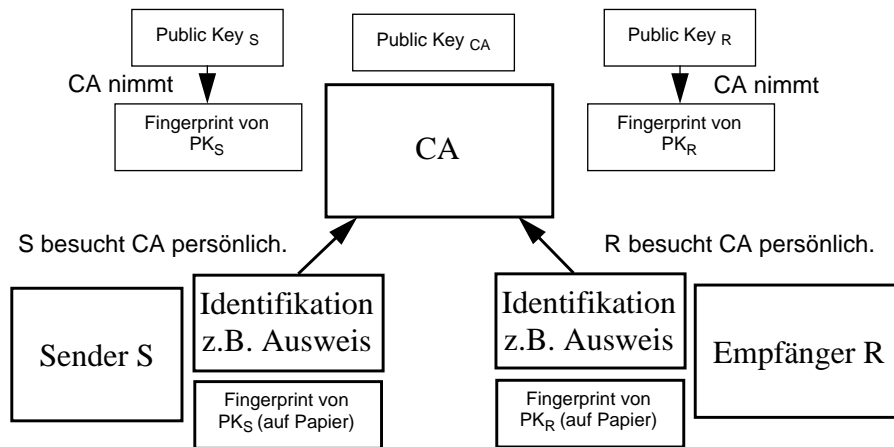 Public Key S
Public Key CA
Public Key R
CA nimmt
CA nimmt
Fingerprint von
PKS
CA
Fingerprint von
PKR
S besucht CA persönlich.
R besucht CA persönlich.
Sender S
Identifikation
z.B. Ausweis
Identifikation
z.B. Ausweis
Empfänger R
Fingerprint von
PKS (auf Papier)
Fingerprint von
PKR (auf Papier)